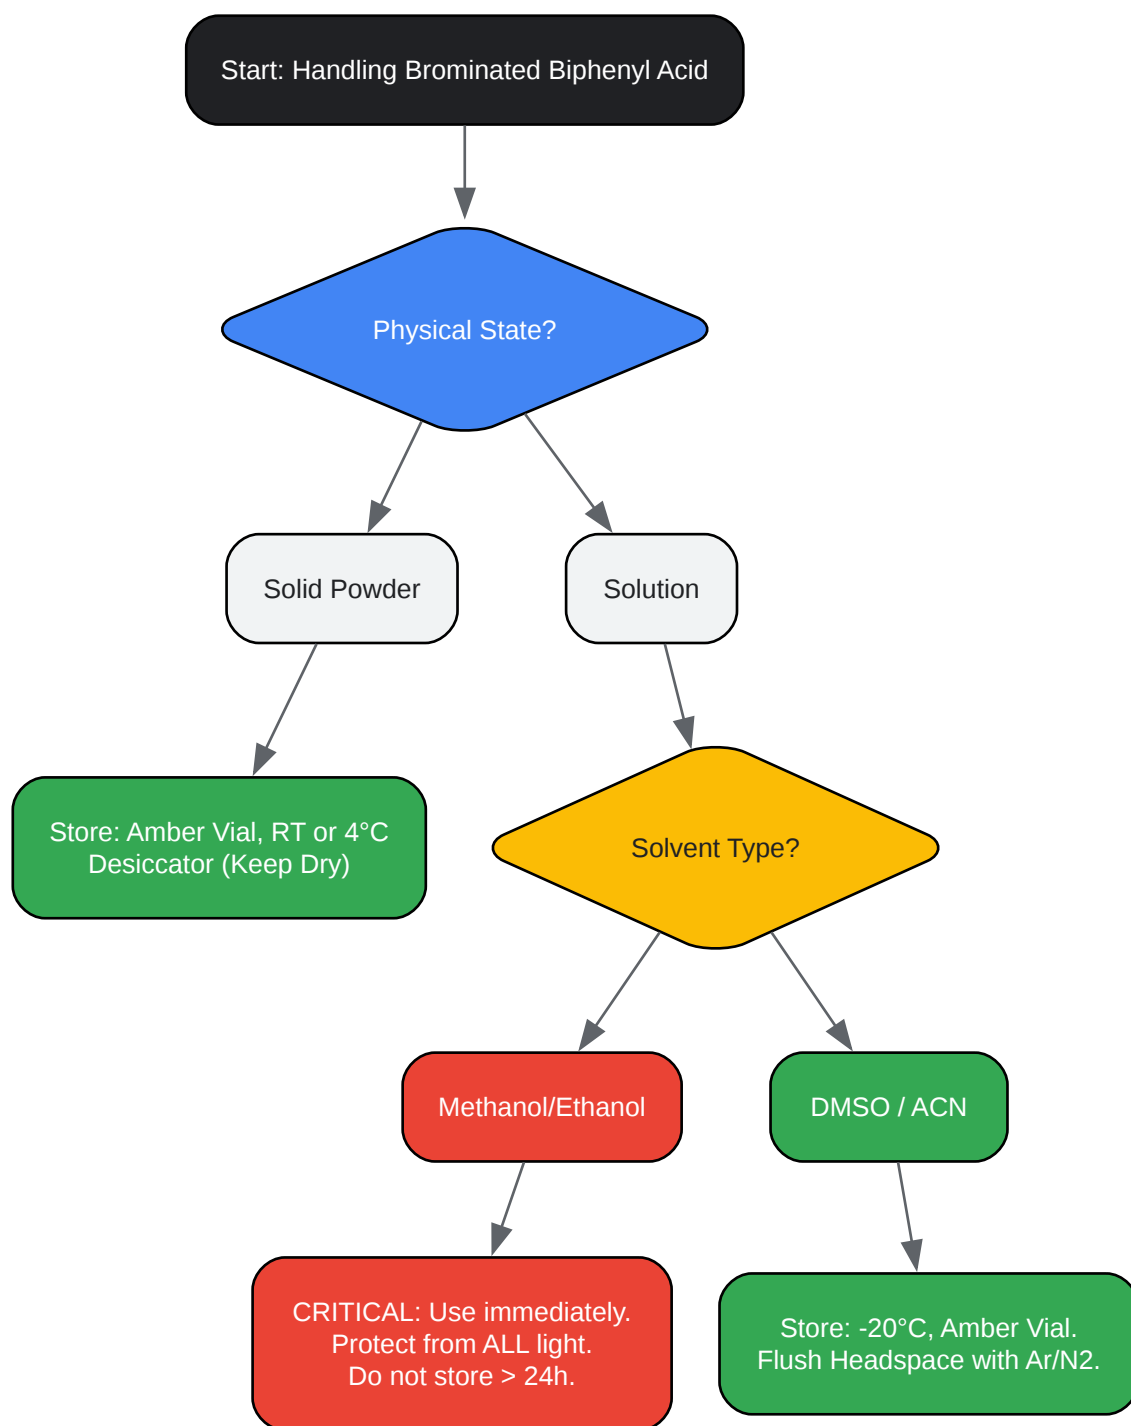 Start: Handling Brominated Biphenyl Acid
Physical State?
Solid Powder
Solution
Store: Amber Vial, RT or 4°C
Desiccator (Keep Dry)
Solvent Type?
Methanol/Ethanol
DMSO / ACN
CRITICAL: Use immediately.
Protect from ALL light.
Do not store > 24h.
Store: -20°C, Amber Vial.
Flush Headspace with Ar/N2.